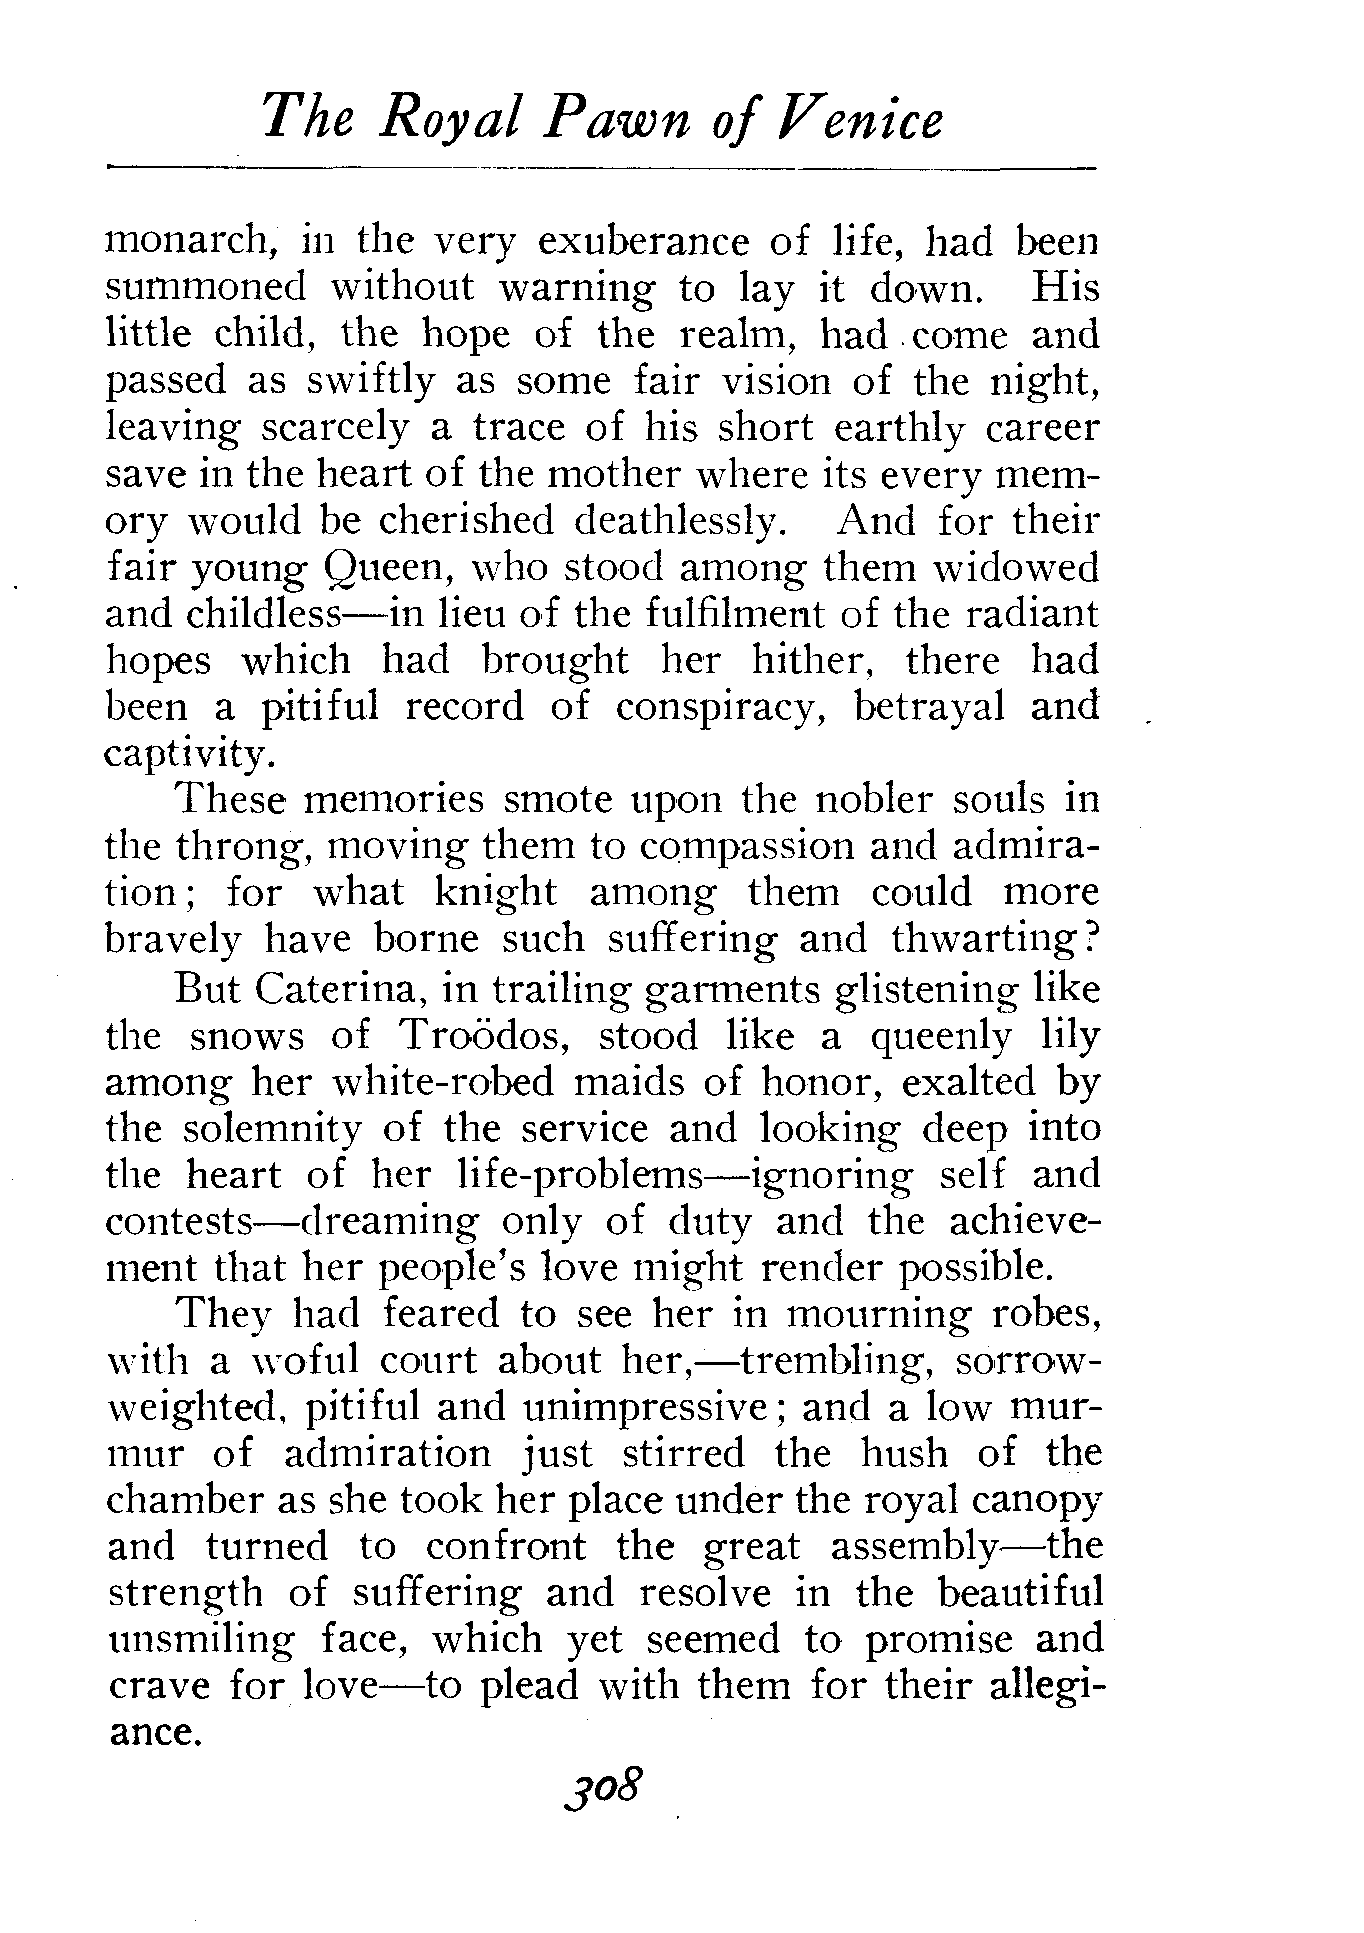 The Royal Pawn of Venice
monarch, in the very exuberance of life, had been
summoned without warning to lay it down. His
little child, the hope of the realm, had come and
passed as swiftly as some fair vision of the night,
leaving scarcely a trace of his short earthly career
save in the heart of the mother where its every mem-
ory would be cherished deathlessly. And for their
fair young Queen, who stood among them widowed
and childless—in lieu of the fulfilment of the radiant
hopes which had brought her hither, there had
been a pitiful record of conspiracy, betrayal and
captivity.
These memories smote upon the nobler souls in
the throng, moving them to compassion and admira-
tion; for what knight among them could more
bravely have borne such suffering and thwarting?
But Caterina, in trailing garments glistening like
the snows of Troödos, stood like a queenly lily
among her white-robed maids of honor, exalted by
the solemnity of the service and looking deep into
the heart of her life-problems—ignoring self and
contests—dreaming only of duty and the achieve-
ment that her people's love might render possible.
They had feared to see her in mourning robes,
with a woful court about her,—trembling, sorrow-
weighted, pitiful and unimpressive; and a low mur-
mur of admiration just stirred the hush of the
chamber as she took her place under the royal canopy
and turned to confront the great assembly—the
strength of suffering and resolve in the beautiful
unsmiling face, which yet seemed to promise and
crave for love—to plead with them for their allegi-
ance.
308